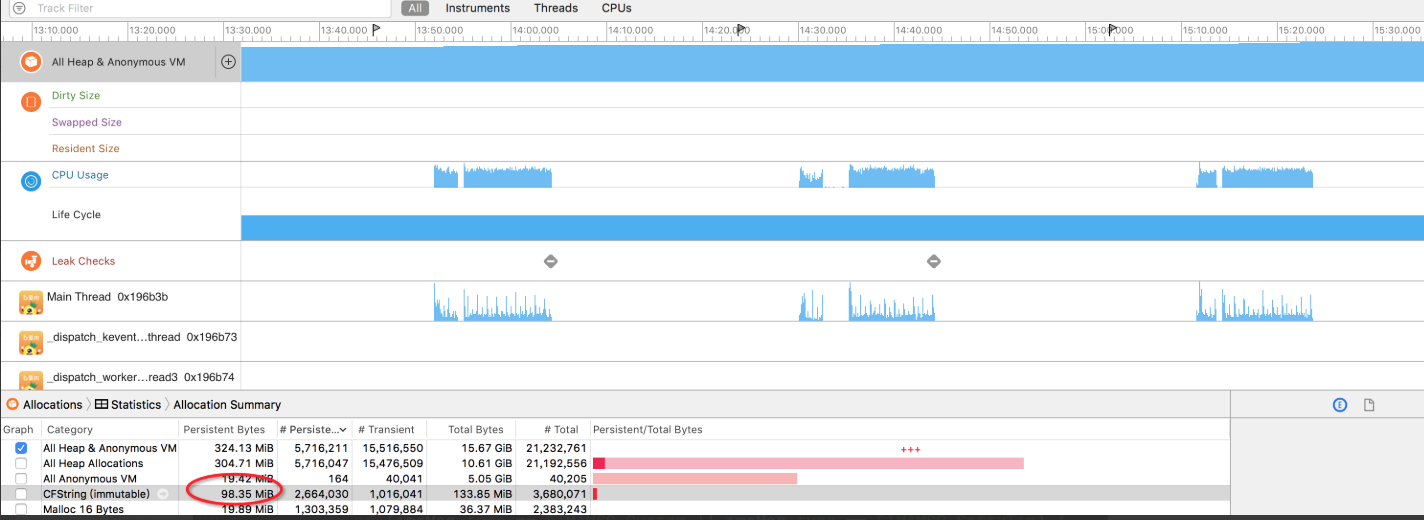 Track Filter All Instruments Threads CPUs
13:10.000 13:20.000 13:30.000 13:40.000 13:50.000 14:00.000 14:10.000 14:20.000 14:30.000 14:40.000 14:50.000 15:00.000 15:10.000 15:20.000 15:30.000
All Heap & Anonymous VM
Dirty Size
Swapped Size
Resident Size
CPU Usage
Life Cycle
Leak Checks
Main Thread 0x196b3b
_dispatch_kevent...thread 0x196b73
_dispatch_worker...read3 0x196b74
Allocations Statistics Allocation Summary E
Graph Category Persistent Bytes # Persiste... # Transient Total Bytes # Total Persistent/Total Bytes
All Heap & Anonymous VM 324.13 MiB 5,716,211 15,516,550 15.67 GiB 21,232,761 +++
All Heap Allocations 304.71 MiB 5,716,047 15,476,509 10.61 GiB 21,192,556
All Anonymous VM 19.42 MiB 164 40,041 5.05 GiB 40,205
CFString (immutable) 98.35 MiB 2,664,030 1,016,041 133.85 MiB 3,680,071
Malloc 16 Bytes 19.89 MiB 1,303,359 1,079,884 36.37 MiB 2,383,243